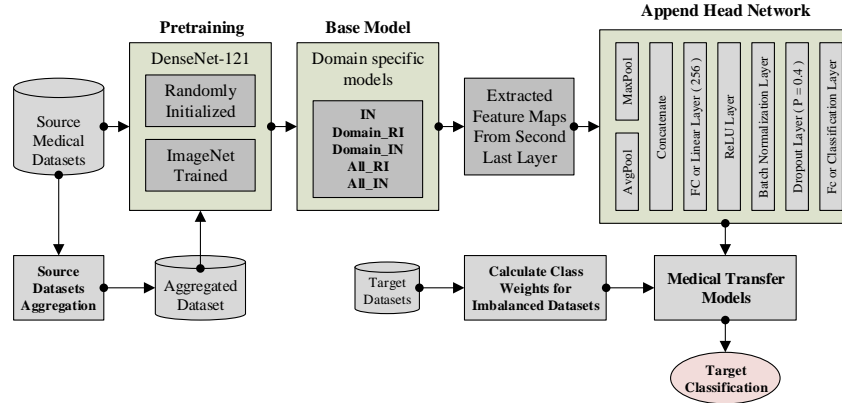 Pretraining
DenseNet-121
Randomly
Initialized
ImageNet
Trained
Base Model
Domain specific
models
IN
Domain_RI
Domain_IN
All_RI
All_IN
Append Head Network
AvgPool
MaxPool
Concatenate
FC or Linear Layer ( 256 )
ReLU Layer
Batch Normalization Layer
Dropout Layer ( P = 0.4 )
Fc or Classification Layer
Source
Medical
Datasets
Extracted
Feature Maps
From Second
Last Layer
Source
Datasets
Aggregation
Aggregated
Dataset
Target
Datasets
Calculate Class
Weights for
Imbalanced Datasets
Medical Transfer
Models
Target
Classification